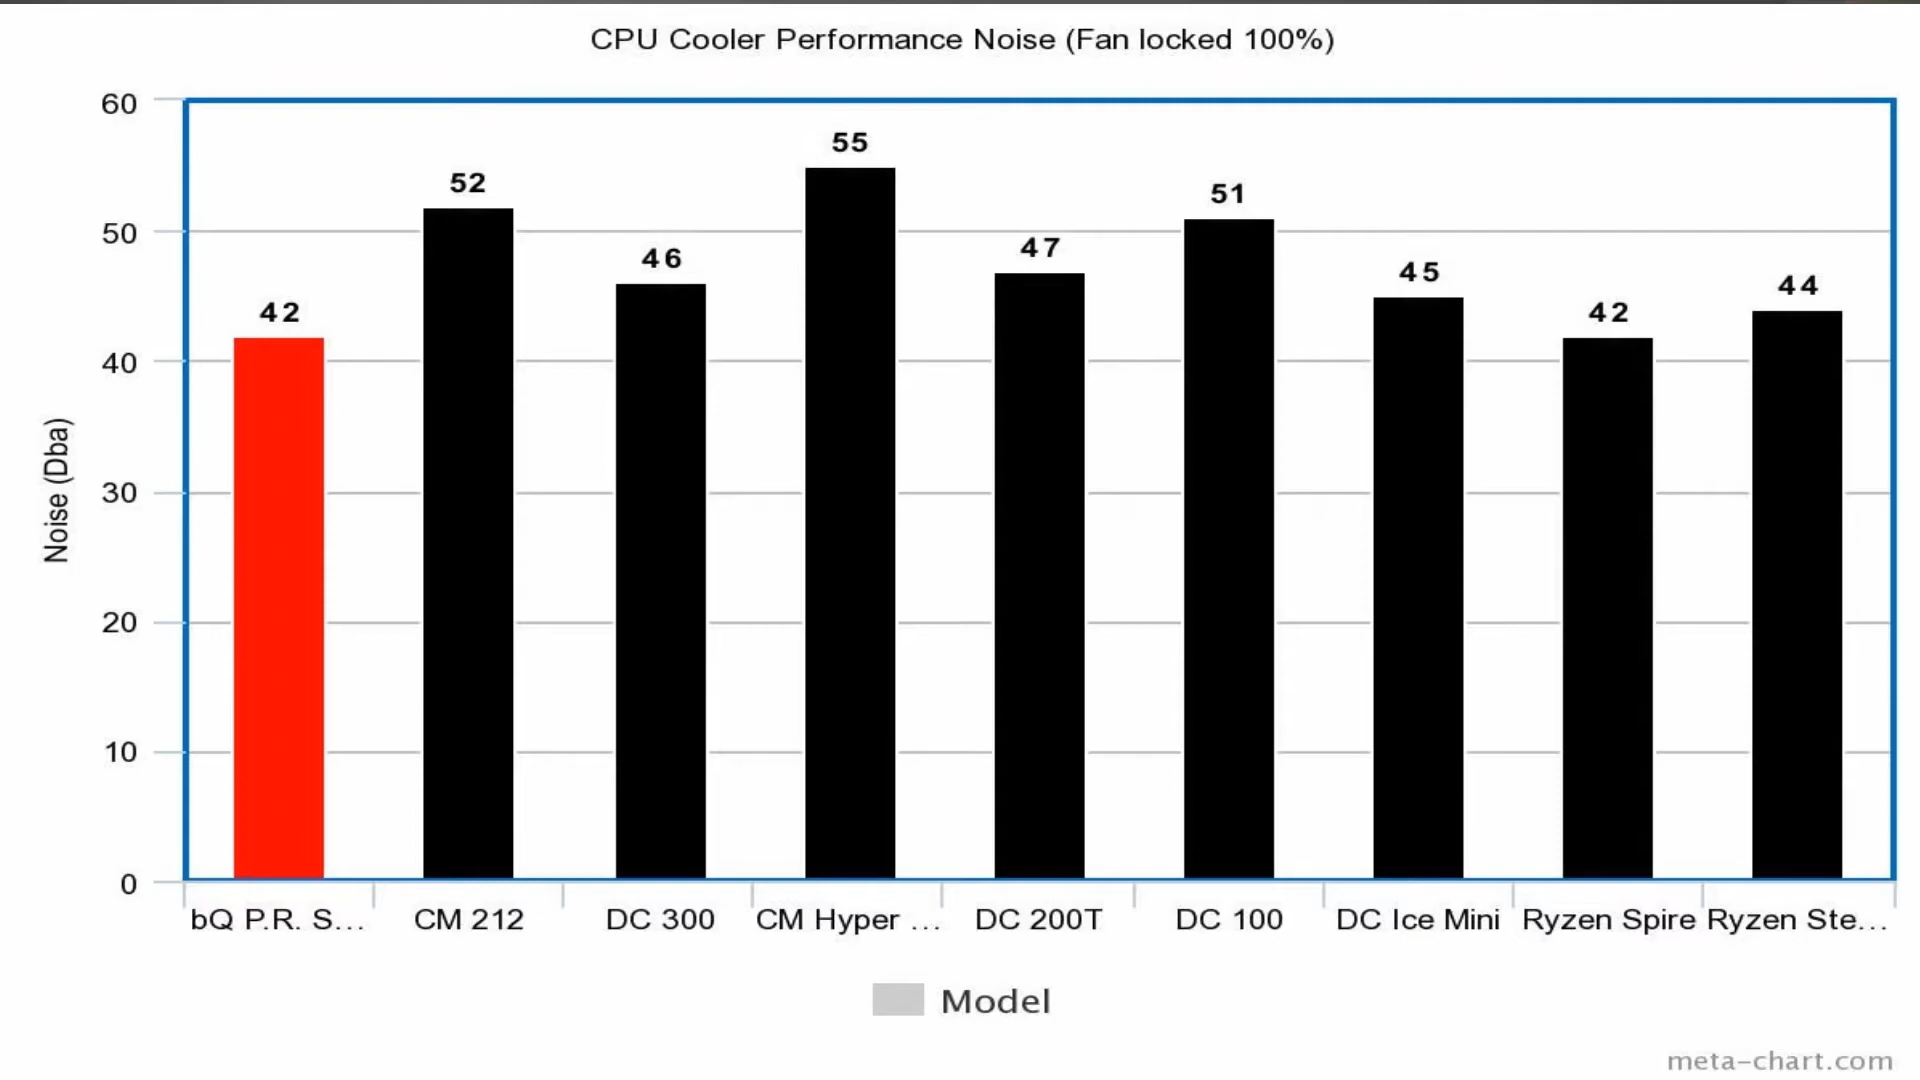 CPU Cooler Performance Noise (Fan locked 100%)
60
50
40
30
20
10
0
Noise (Dba)
42
52
46
55
47
51
45
42
44
bQ P.R. S...
CM 212
DC 300
CM Hyper ...
DC 200T
DC 100
DC Ice Mini
Ryzen Spire
Ryzen Ste...
Model
meta-chart.com